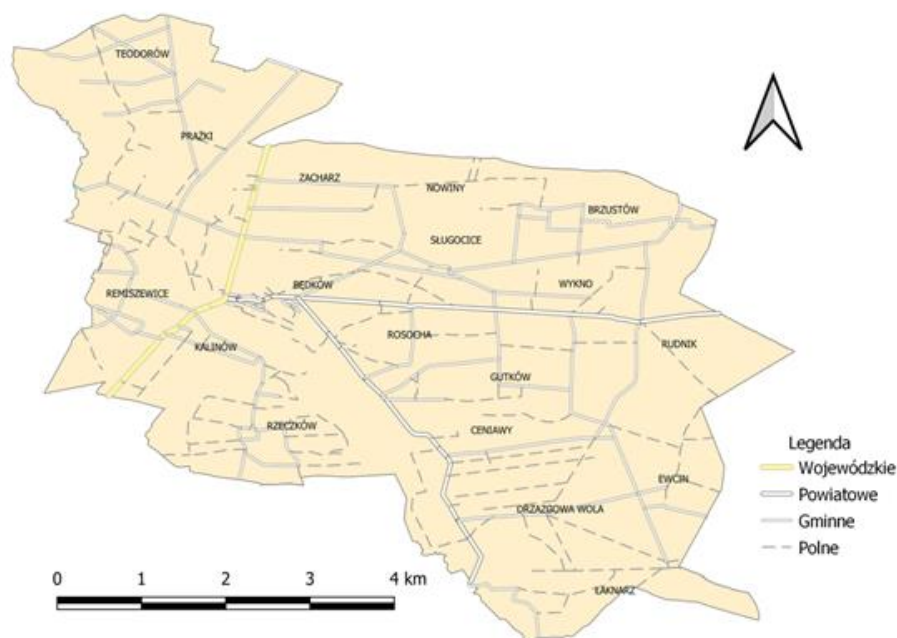 TEODORÓW
PRAŻKI
ZACHARZ
NOWINY
BRZUSTÓW
SŁUGOCICE
WYKNO
BĘDKÓW
REMISZEWICE
ROSOCHA
RUDNIK
KALINÓW
GUTKÓW
RZECZKÓW
CENIAWY
EWCIN
DRZAZGOWA WOLA
ŁAKNARZ
Legenda
Wojewódzkie
Powiatowe
Gminne
Polne
0 1 2 3 4 km